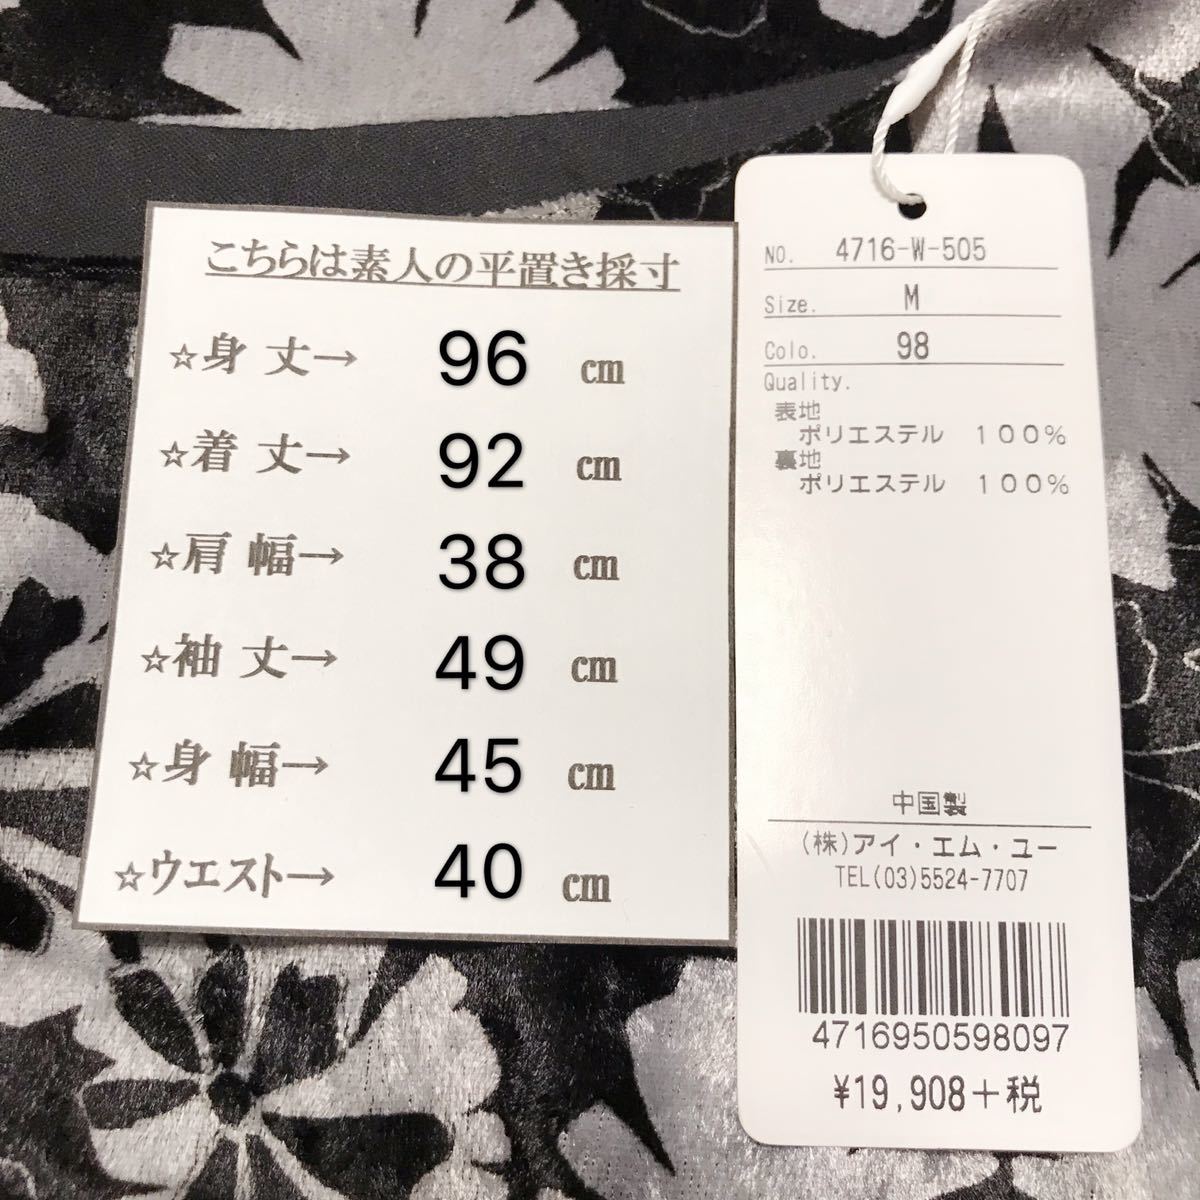 こちらは素人の平置き採寸
☆身 丈→ 96 cm
☆着 丈→ 92 cm
☆肩 幅→ 38 cm
☆袖 丈→ 49 cm
☆身 幅→ 45 cm
☆ウエスト→ 40 cm
NO. 4716-W-505
Size. M
Colo. 98
Quality.
表地
ポリエステル 100%
裏地
ポリエステル 100%
中国製
(株)アイ・エム・ユー
TEL(03)5524-7707
4716950598097
¥19,908+税